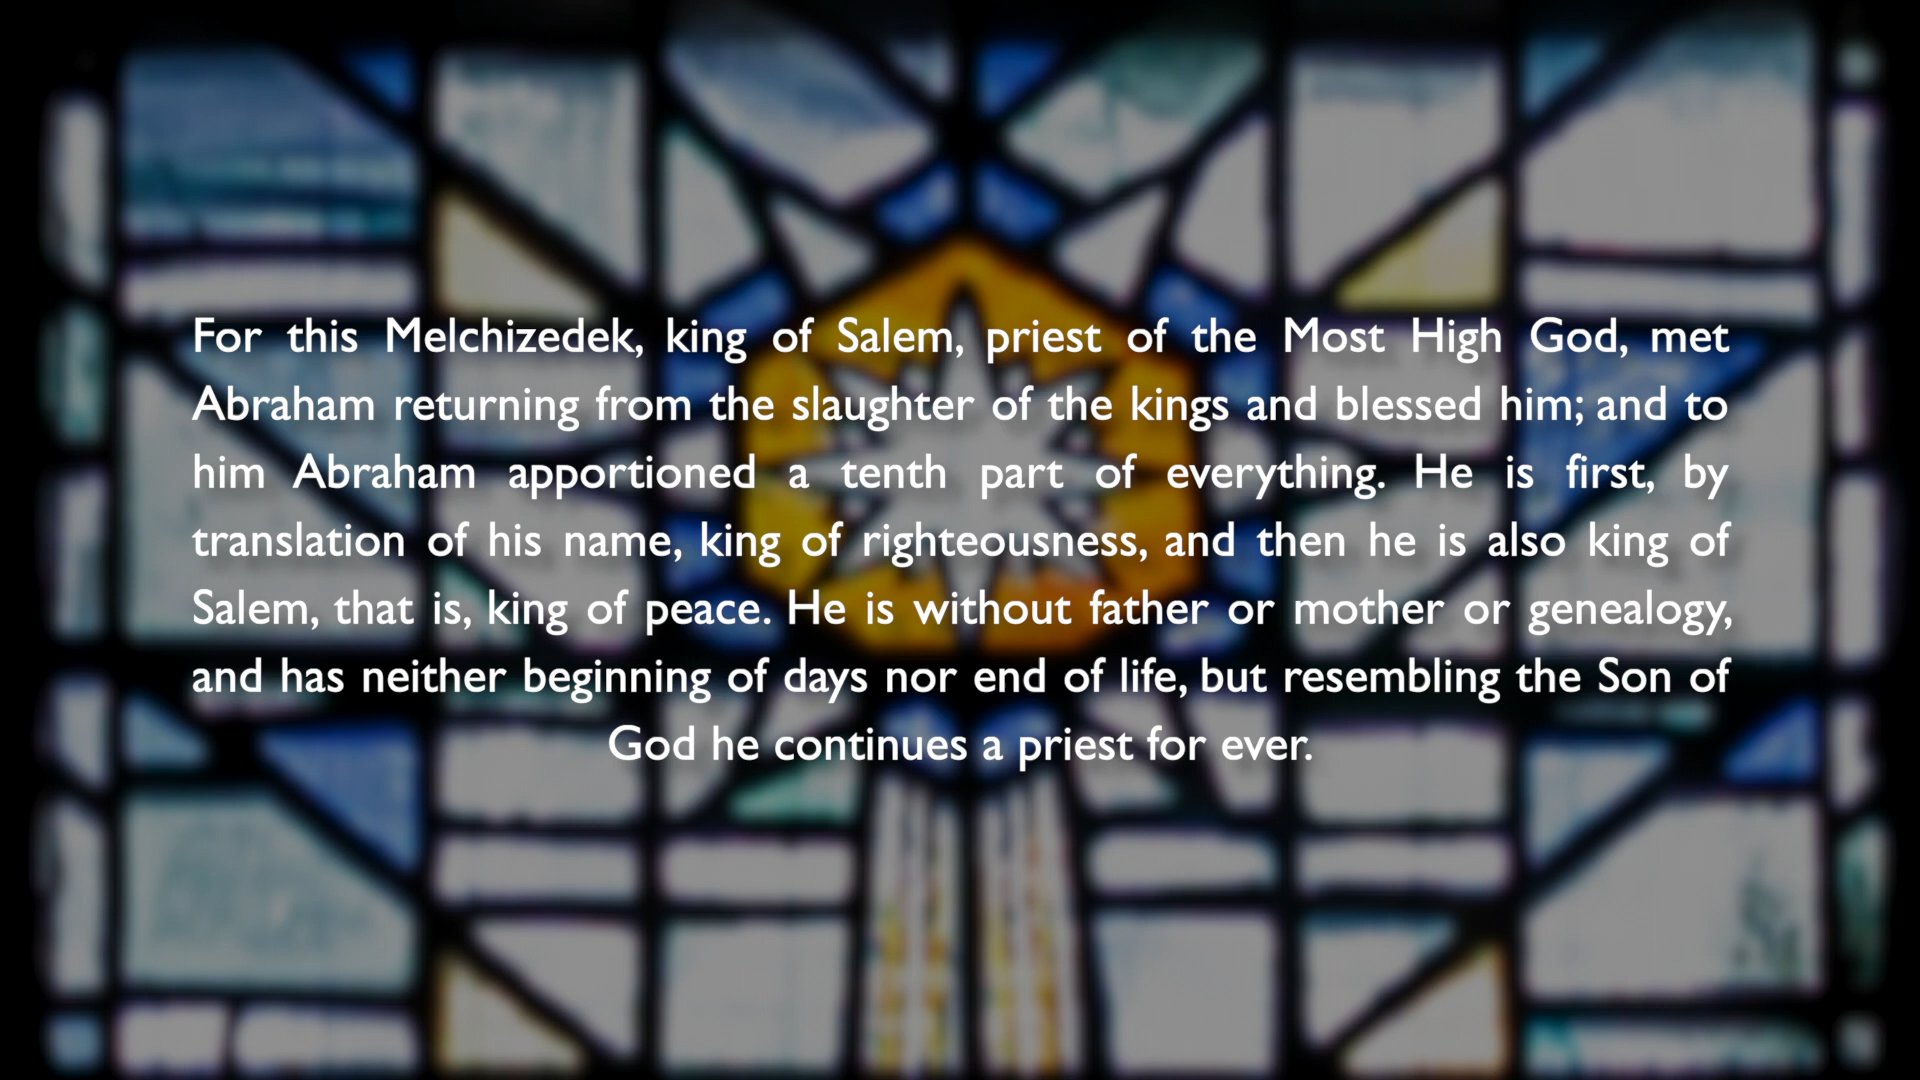 For this Melchizedek, king of Salem, priest of the Most High God, met
Abraham returning from the slaughter of the kings and blessed him; and to
him Abraham apportioned a tenth part of everything. He is first, by
translation of his name, king of righteousness, and then he is also king of
Salem, that is, king of peace. He is without father or mother or genealogy,
and has neither beginning of days nor end of life, but resembling the Son of
God he continues a priest for ever.